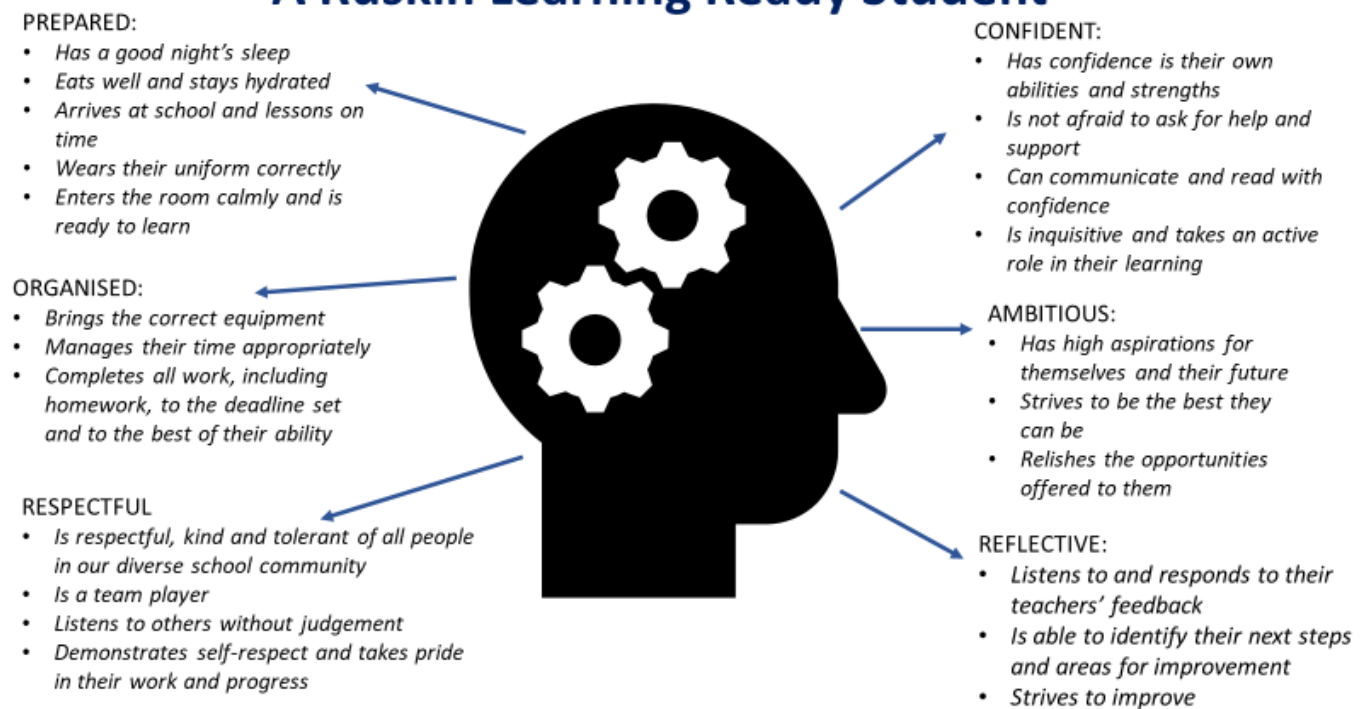 A Ruskin Learning Ready Student
PREPARED:
• Has a good night's sleep
• Eats well and stays hydrated
• Arrives at school and lessons on
time
• Wears their uniform correctly
• Enters the room calmly and is
ready to learn
ORGANISED:
• Brings the correct equipment
• Manages their time appropriately
• Completes all work, including
homework, to the deadline set
and to the best of their ability
RESPECTFUL
• Is respectful, kind and tolerant of all people
in our diverse school community
• Is a team player
• Listens to others without judgement
• Demonstrates self-respect and takes pride
in their work and progress
CONFIDENT:
• Has confidence is their own
abilities and strengths
• Is not afraid to ask for help and
support
• Can communicate and read with
confidence
• Is inquisitive and takes an active
role in their learning
AMBITIOUS:
• Has high aspirations for
themselves and their future
• Strives to be the best they
can be
• Relishes the opportunities
offered to them
REFLECTIVE:
• Listens to and responds to their
teachers' feedback
• Is able to identify their next steps
and areas for improvement
• Strives to improve